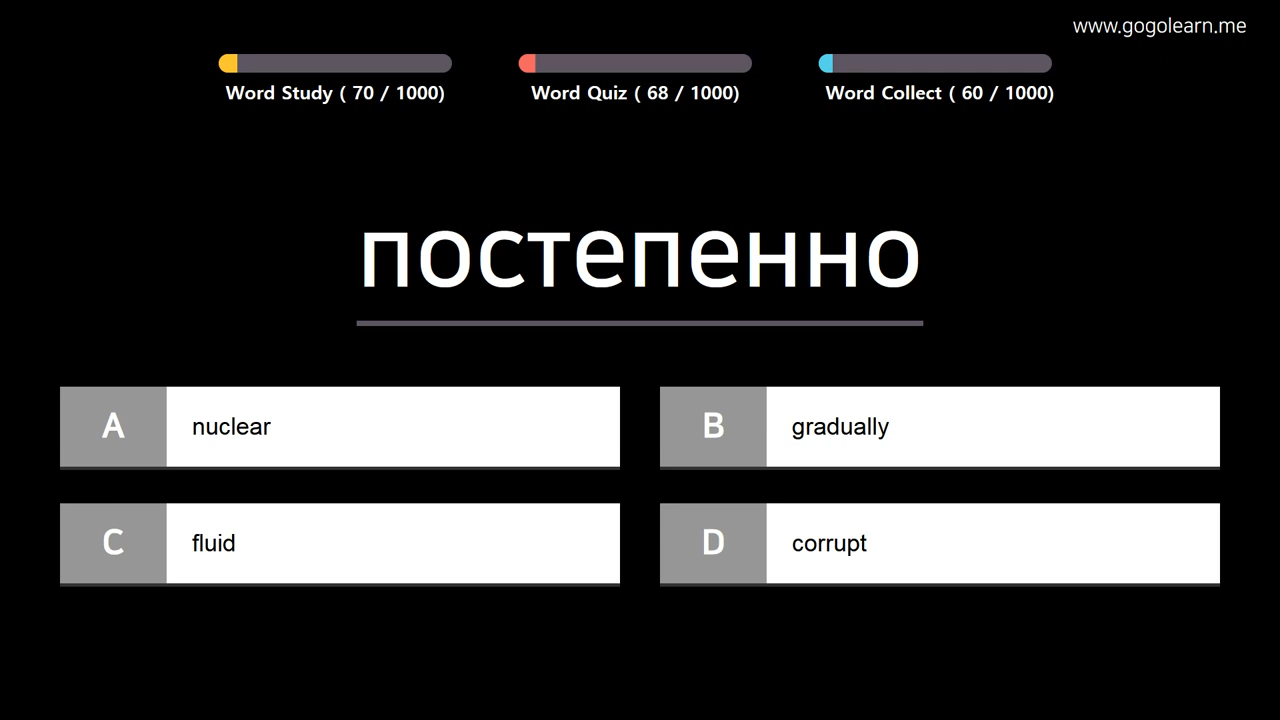 www.gogolearn.me
Word Study ( 70 / 1000)
Word Quiz ( 68 / 1000)
Word Collect ( 60 / 1000)
постепенно
A nuclear
B gradually
C fluid
D corrupt